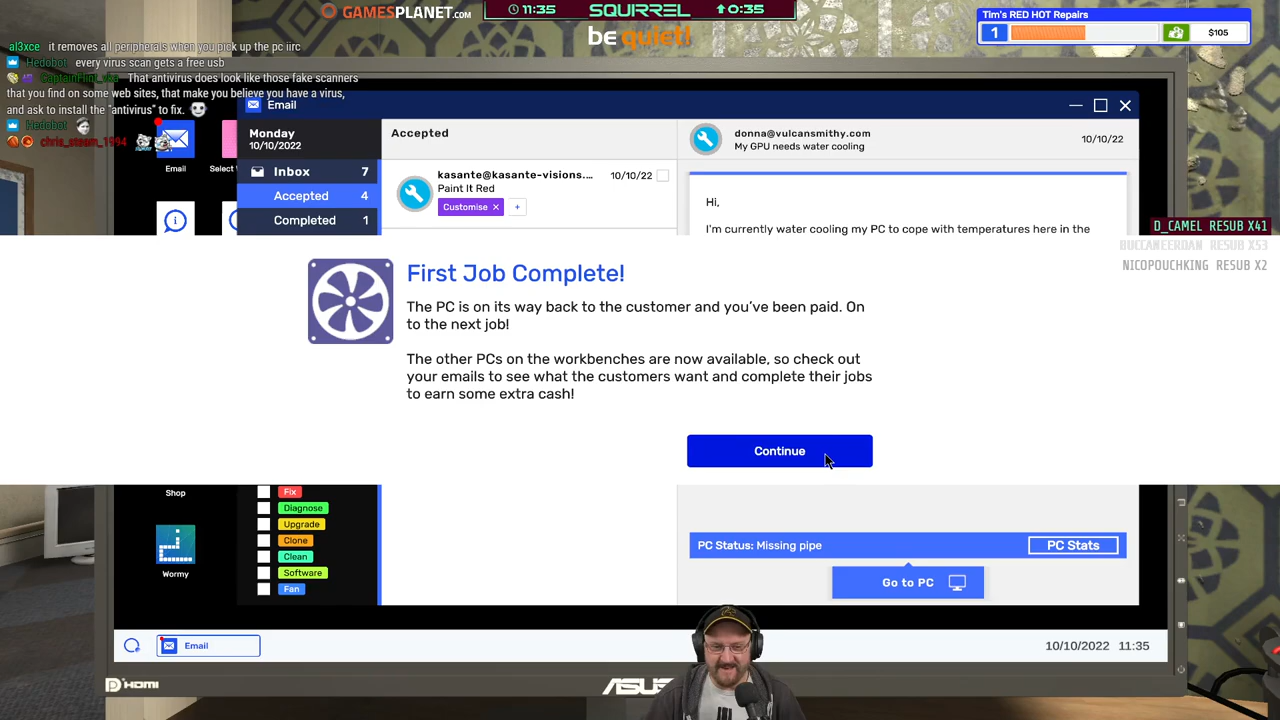 GAMESPLANET.COM
11:35 SQUIRREL 0:35
be quiet!
Tim's RED HOT Repairs
1
$105
al3xce it removes all peripherals when you pick up the pc iirc
Hedobot every virus scan gets a free usb
That antivirus does look like those fake scanners
that you find on some web sites, that make you believe you have a virus,
and ask to install the "antivirus" to fix.
Hedobot
chris_steam_1994
Email
Email
Select
Monday
10/10/2022
Inbox 7
Accepted 4
Completed 1
Accepted
kasante@kasante-visions.... 10/10/22
Paint It Red
Customise × +
donna@vulcansmithy.com
My GPU needs water cooling
10/10/22
Hi,
I'm currently water cooling my PC to cope with temperatures here in the
D_CAMEL RESUB X41
BUCCANEERDAN RESUB X53
NICOPOUCHKING RESUB X2
First Job Complete!
The PC is on its way back to the customer and you've been paid. On
to the next job!
The other PCs on the workbenches are now available, so check out
your emails to see what the customers want and complete their jobs
to earn some extra cash!
Continue
Shop
Wormy
Fix
Diagnose
Upgrade
Clone
Clean
Software
Fan
PC Status: Missing pipe
PC Stats
Go to PC
Email
10/10/2022 11:35
HDMI
ASUS